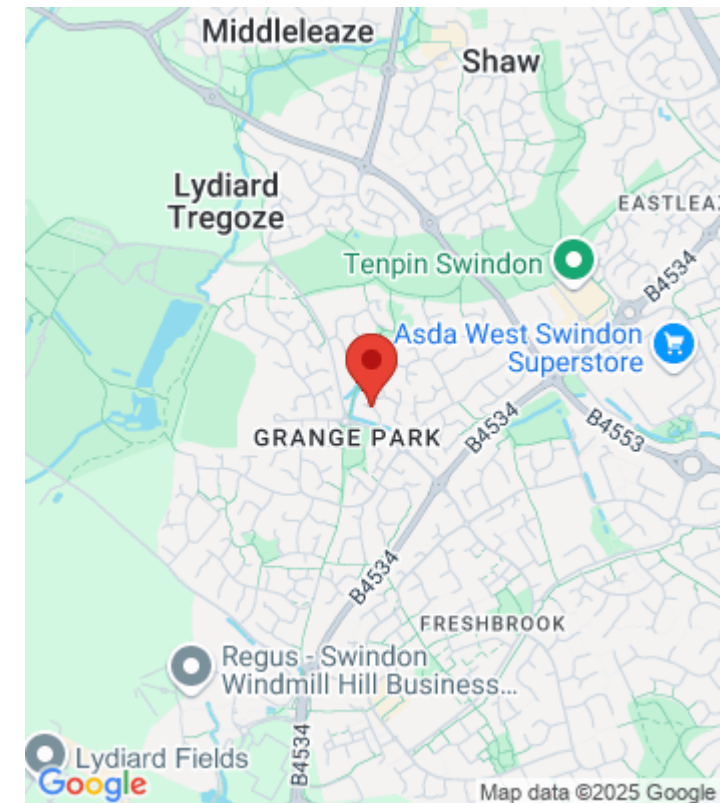 Middleleaze
Shaw
Lydiard
Tregoze
EASTLEAZ
Tenpin Swindon
B4534
Asda West Swindon
Superstore
B4534
B4553
GRANGE PARK
B4534
FRESHBROOK
Regus - Swindon
Windmill Hill Business...
B4534
Lydiard Fields
Google
Map data ©2025 Google